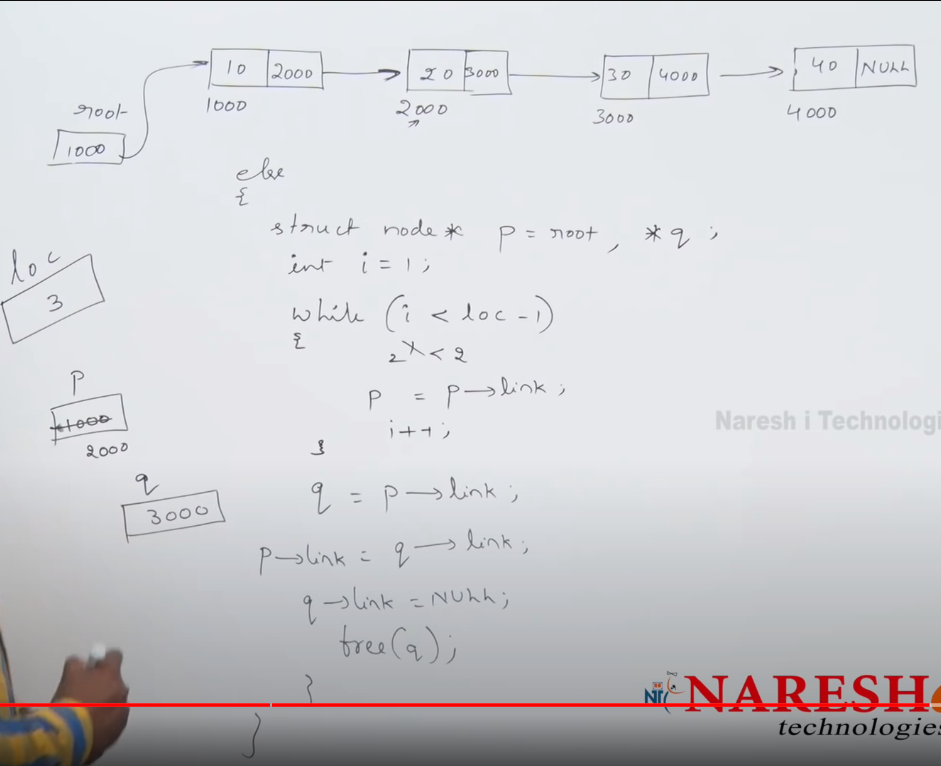 10 2000
20 3000
30 4000
40 NULL
root
1000
1000
2000
3000
4000
else
{
struct node* p = root, *q;
int i = 1;
loc
3
while (i < loc - 1)
{
2 1 < 2
p
1000
2000
p = p→link;
i++;
}
q
3000
q = p→link;
p→link = q→link;
q→link = NULL;
free(q);
}
}
Naresh i Technologi
NARESH
technologies